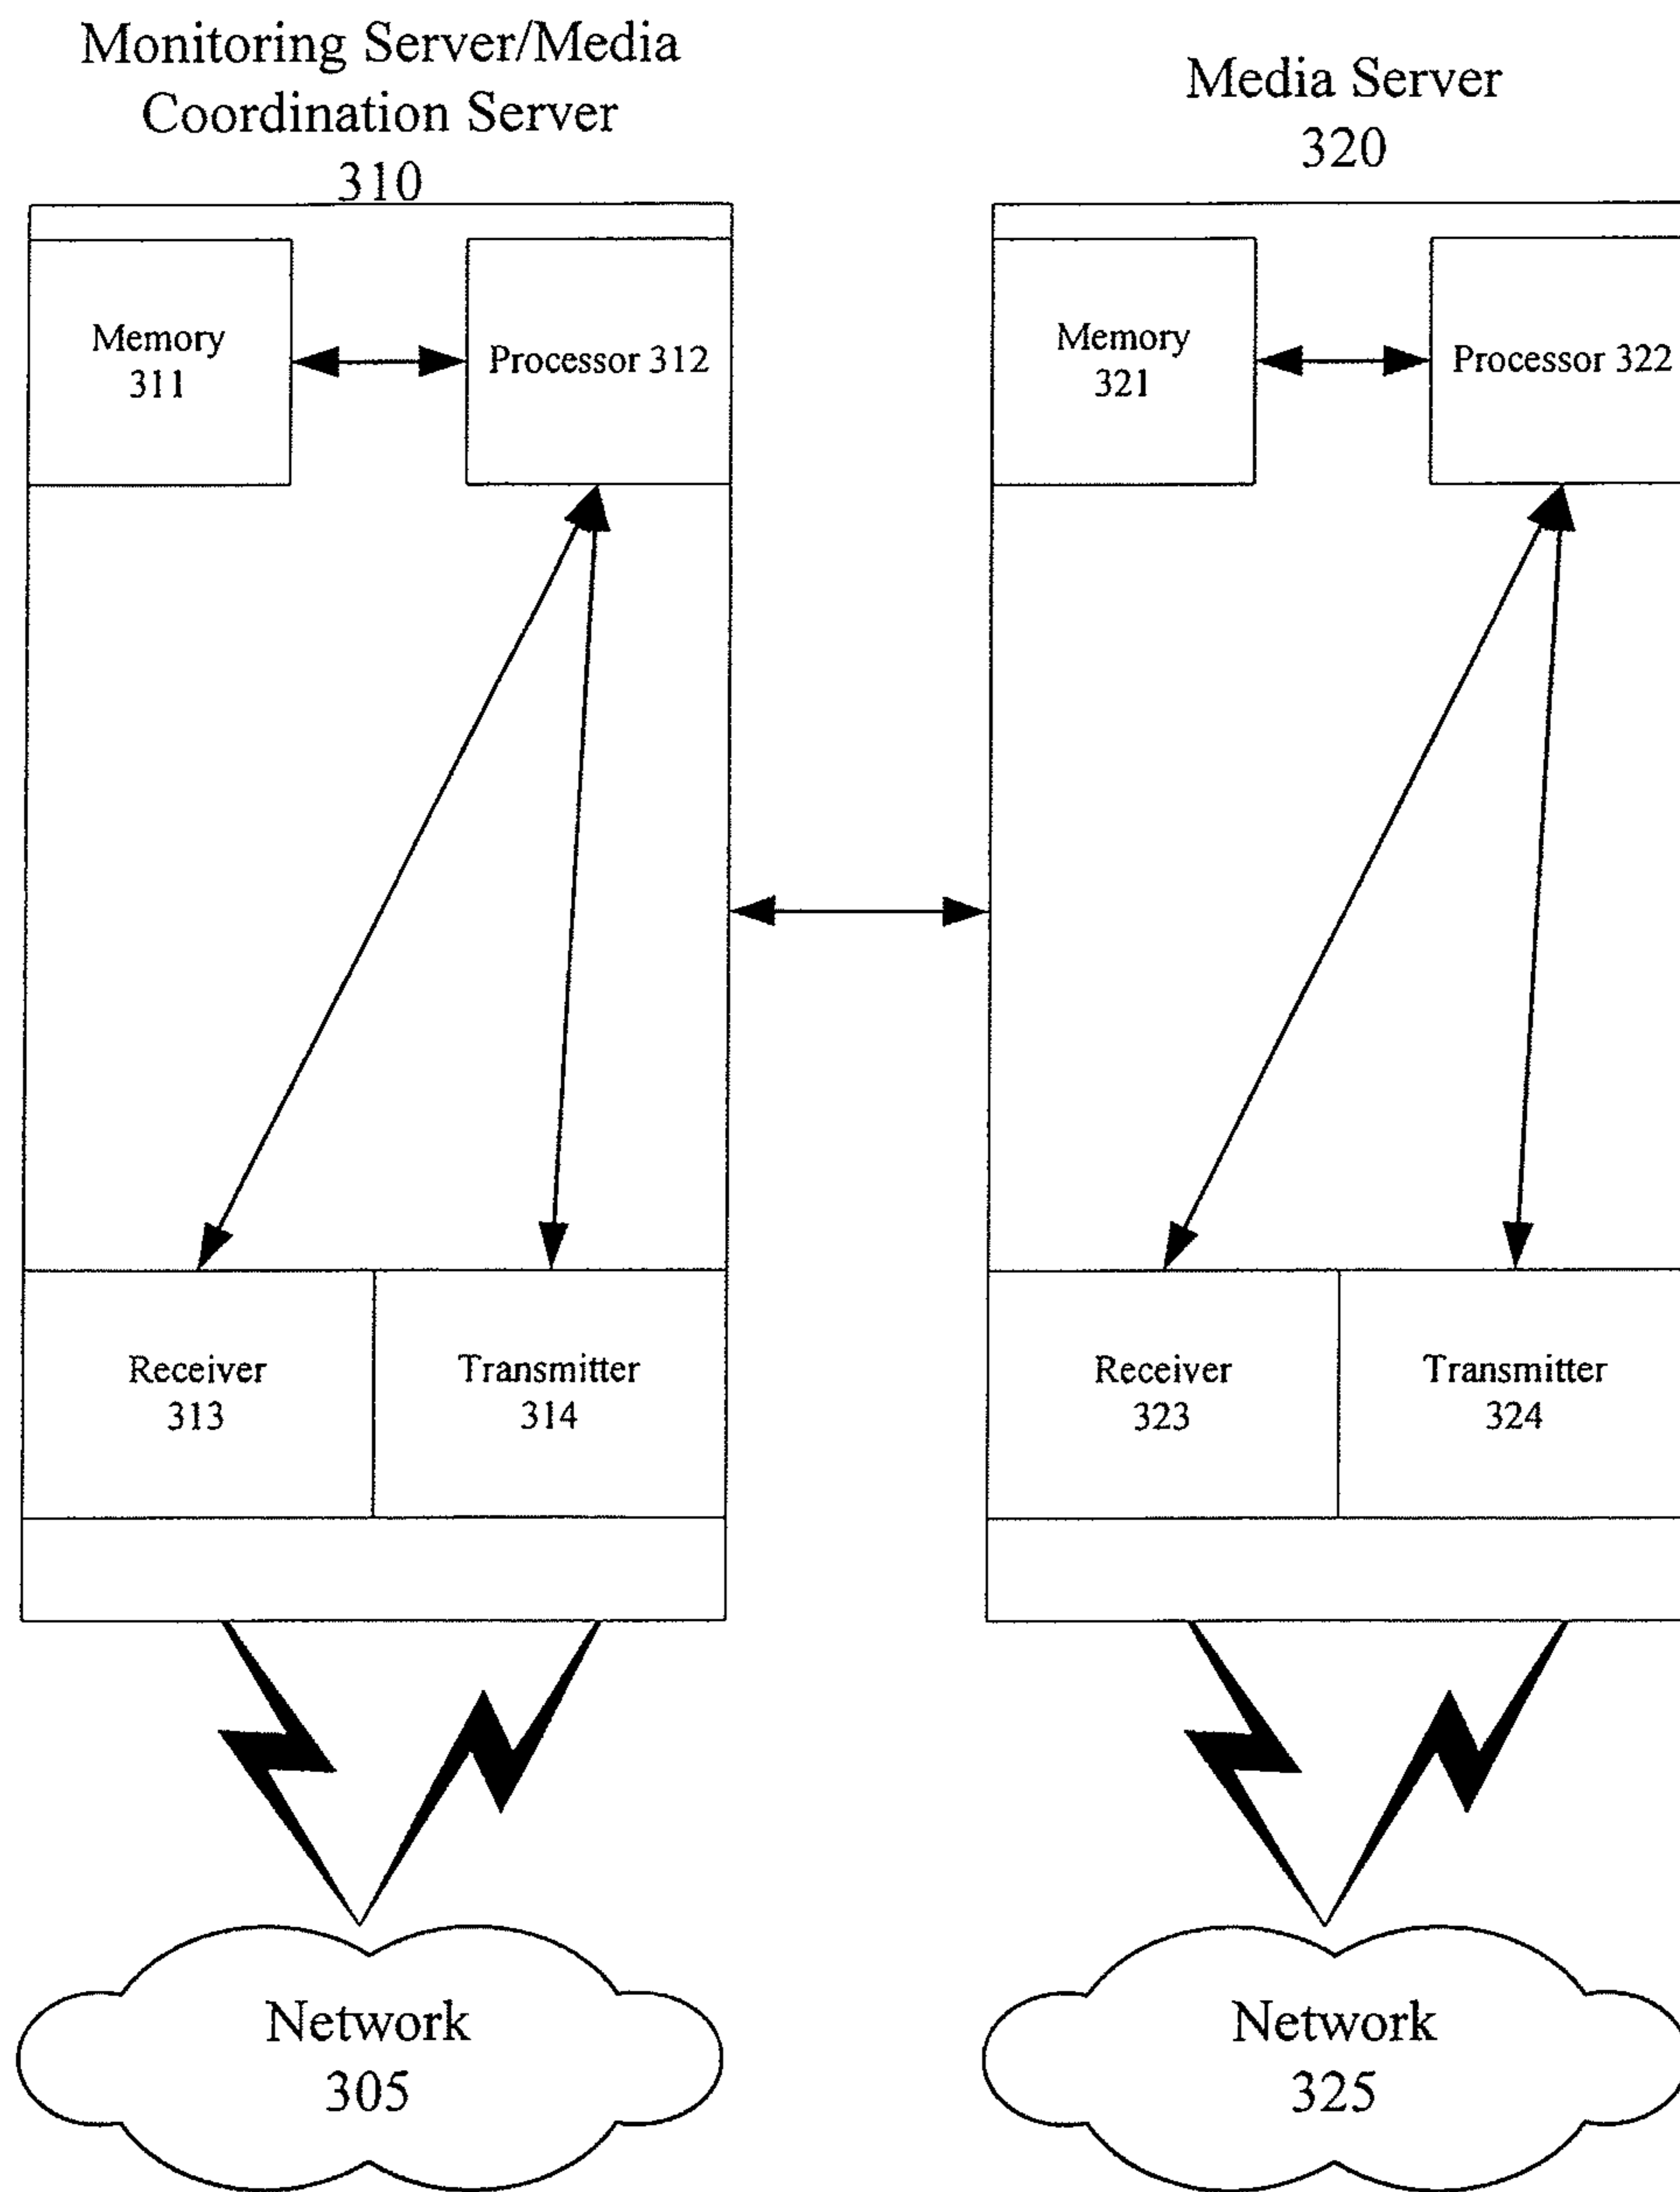 Monitoring Server/Media
Coordination Server
310
Media Server
320
Memory
311
Processor 312
Memory
321
Processor 322
Receiver
313
Transmitter
314
Receiver
323
Transmitter
324
Network
305
Network
325